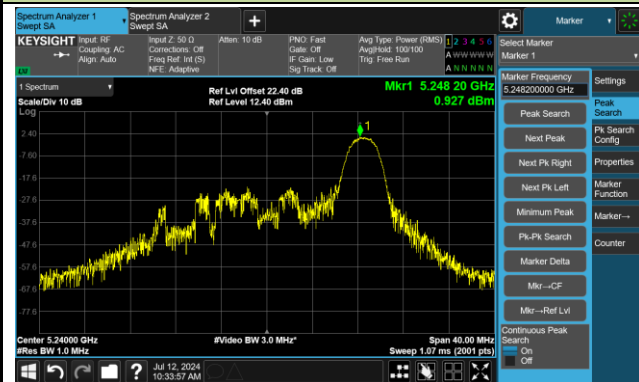 Spectrum Analyzer 1
Swept SA
Spectrum Analyzer 2
Swept SA
+
Marker
KEYSIGHT
Input: RF
Coupling: AC
Align: Auto
Input Z: 50 Ω
Corrections: Off
Freq Ref: Int (S)
NFE: Adaptive
Atten: 10 dB
PNO: Fast
Gate: Off
IF Gain: Low
Sig Track: Off
Avg Type: Power (RMS)
Avg|Hold: 100/100
Trig: Free Run
1 2 3 4 5 6
A W W W W W
A N N N N N
LXI
Select Marker
Marker 1
1 Spectrum
Ref Lvl Offset 22.40 dB
Mkr1 5.248 20 GHz
Scale/Div 10 dB
Ref Level 12.40 dBm
0.927 dBm
Log
1
2.40
-7.60
-17.6
-27.6
-37.6
-47.6
-57.6
-67.6
-77.6
Center 5.24000 GHz
#Video BW 3.0 MHz*
Span 40.00 MHz
#Res BW 1.0 MHz
Sweep 1.07 ms (2001 pts)
Marker Frequency
5.248200000 GHz
Peak Search
Next Peak
Next Pk Right
Next Pk Left
Minimum Peak
Pk-Pk Search
Marker Delta
Mkr→CF
Mkr→Ref Lvl
Continuous Peak
Search
On
Off
Settings
Peak
Search
Pk Search
Config
Properties
Marker
Function
Marker→
Counter
?
Jul 12, 2024
10:33:57 AM